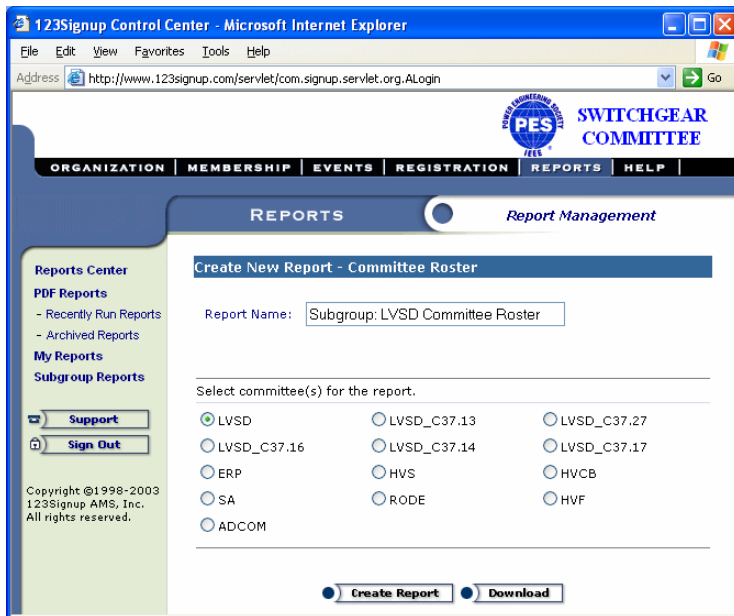 123Signup Control Center - Microsoft Internet Explorer
File Edit View Favorites Tools Help
Address http://www.123signup.com/servlet/com.signup.servlet.org.ALogin Go
POWER ENGINEERING SOCIETY
PES
IEEE
SWITCHGEAR
COMMITTEE
ORGANIZATION MEMBERSHIP EVENTS REGISTRATION REPORTS HELP
REPORTS
Report Management
Reports Center
PDF Reports
- Recently Run Reports
- Archived Reports
My Reports
Subgroup Reports
Support
Sign Out
Copyright ©1998-2003
123Signup AMS, Inc.
All rights reserved.
Create New Report - Committee Roster
Report Name: Subgroup: LVSD Committee Roster
Select committee(s) for the report.
LVSD LVSD_C37.13 LVSD_C37.27
LVSD_C37.16 LVSD_C37.14 LVSD_C37.17
ERP HVS HVCB
SA RODE HVF
ADCOM
Create Report Download